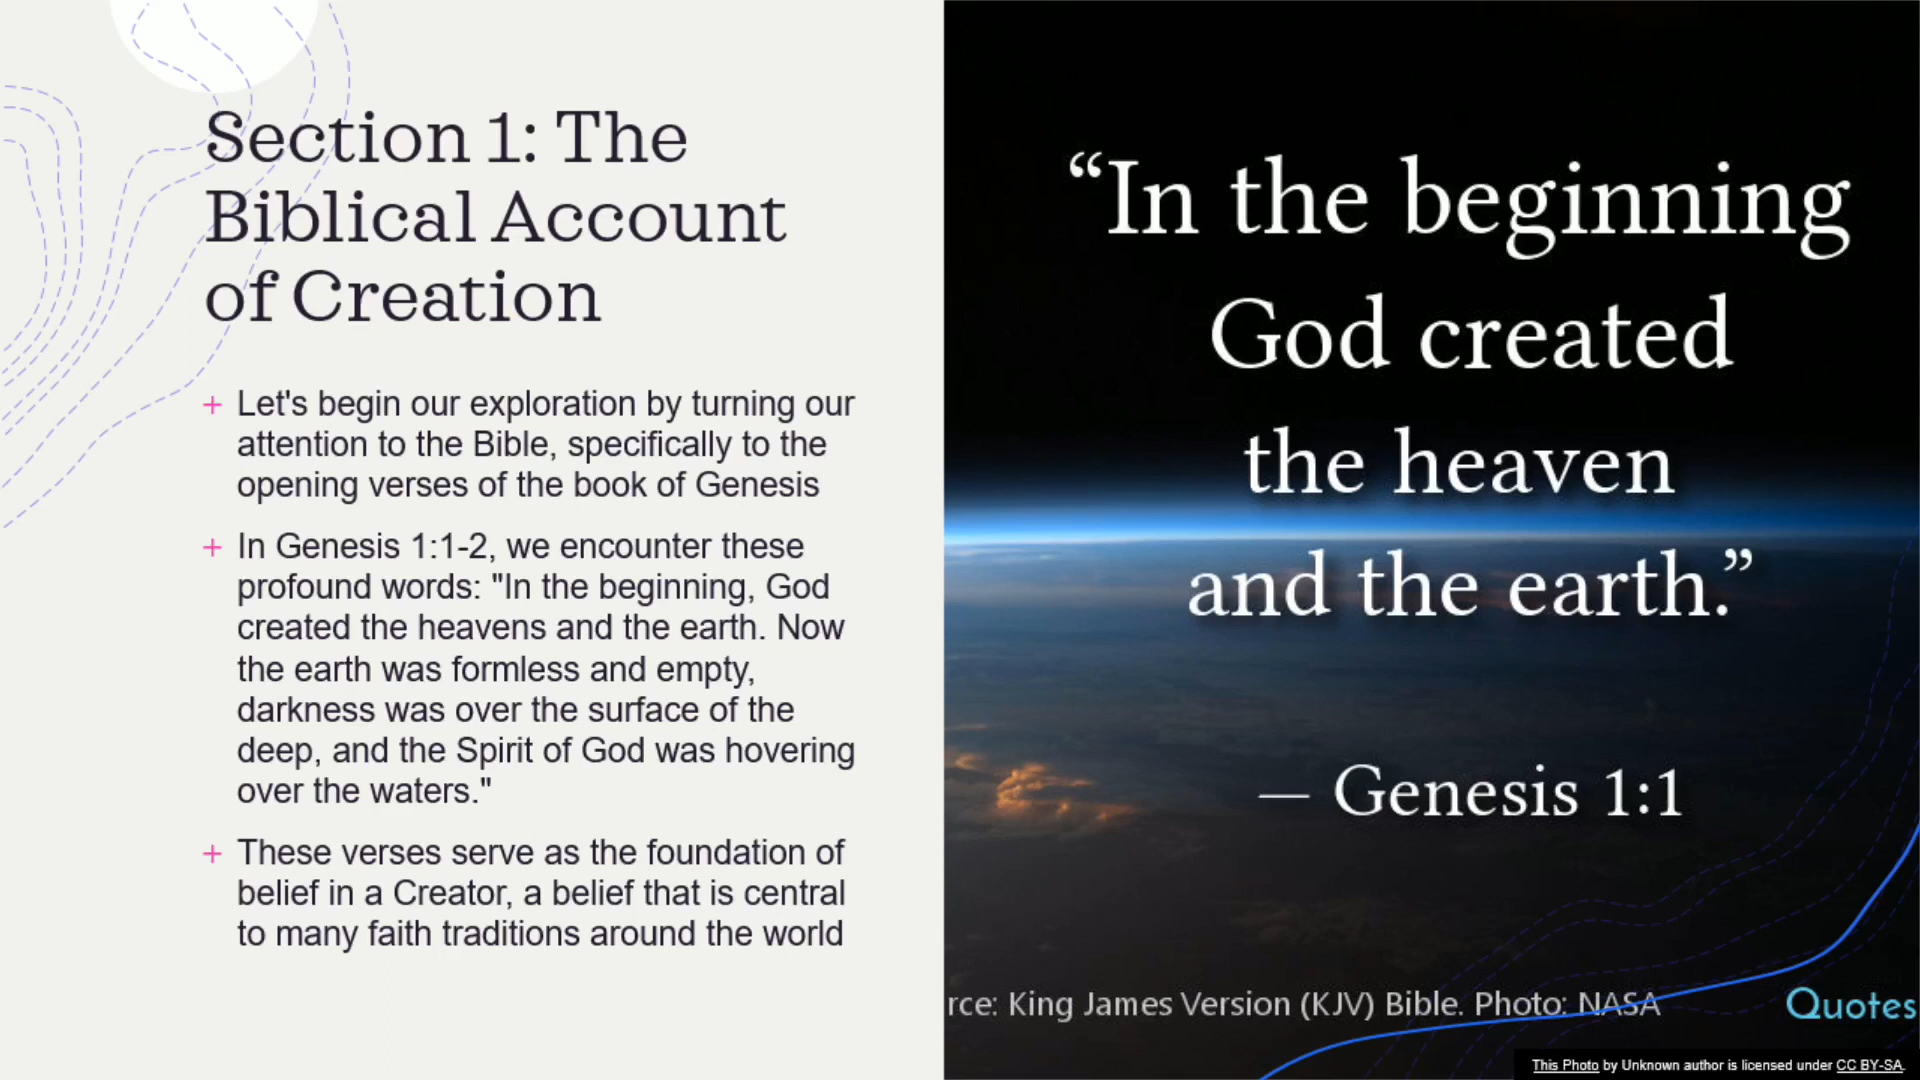 Section 1: The
Biblical Account
of Creation
+ Let's begin our exploration by turning our
attention to the Bible, specifically to the
opening verses of the book of Genesis
+ In Genesis 1:1-2, we encounter these
profound words: "In the beginning, God
created the heavens and the earth. Now
the earth was formless and empty,
darkness was over the surface of the
deep, and the Spirit of God was hovering
over the waters."
+ These verses serve as the foundation of
belief in a Creator, a belief that is central
to many faith traditions around the world
“In the beginning
God created
the heaven
and the earth.”
— Genesis 1:1
rce: King James Version (KJV) Bible. Photo: NASA
Quotes
This Photo by Unknown author is licensed under CC BY-SA.